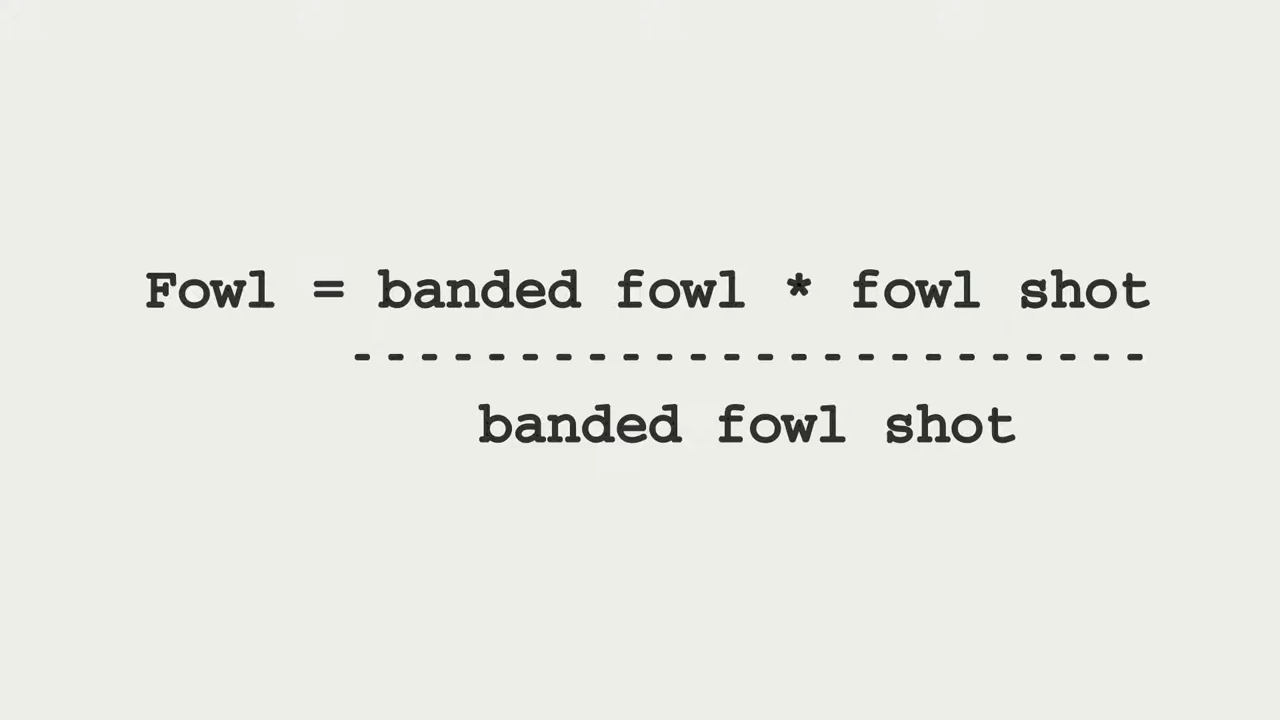 Fowl = banded fowl * fowl shot
------------------------
banded fowl shot